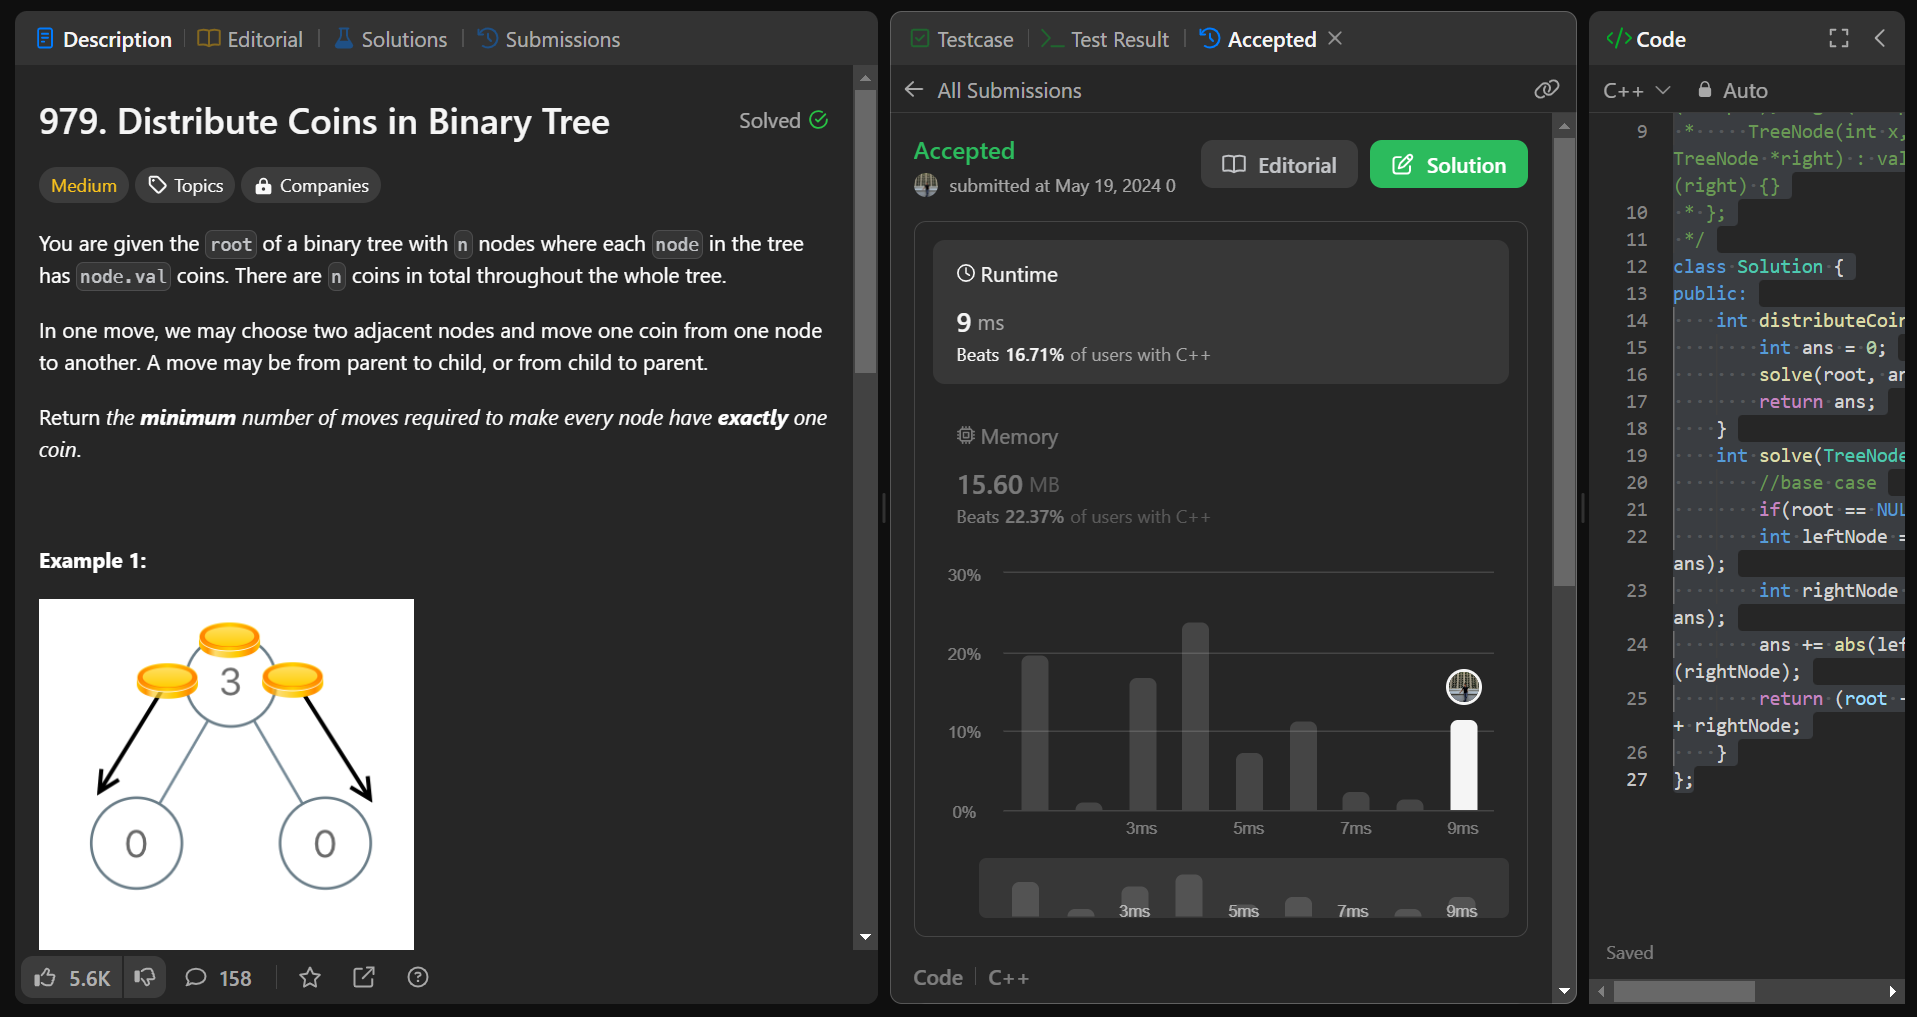 Description
Editorial
Solutions
Submissions
979. Distribute Coins in Binary Tree
Solved
Medium
Topics
Companies
You are given the root of a binary tree with n nodes where each node in the tree
has node.val coins. There are n coins in total throughout the whole tree.
In one move, we may choose two adjacent nodes and move one coin from one node
to another. A move may be from parent to child, or from child to parent.
Return the minimum number of moves required to make every node have exactly one
coin.
Example 1:
3
0
0
5.6K
158
Testcase
Test Result
Accepted
All Submissions
Accepted
submitted at May 19, 2024 0
Editorial
Solution
Runtime
9 ms
Beats 16.71% of users with C++
Memory
15.60 MB
Beats 22.37% of users with C++
30%
20%
10%
0%
3ms
5ms
7ms
9ms
3ms
5ms
7ms
9ms
Code
C++
</> Code
C++
Auto
9 * TreeNode(int x,
TreeNode *right) : val
(right) {}
10 * };
11 */
12 class Solution {
13 public:
14 int distributeCoin
15 int ans = 0;
16 solve(root, an
17 return ans;
18 }
19 int solve(TreeNode
20 //base case
21 if(root == NUL
22 int leftNode =
ans);
23 int rightNode
ans);
24 ans += abs(lef
(rightNode);
25 return (root -
+ rightNode;
26 }
27 };
Saved